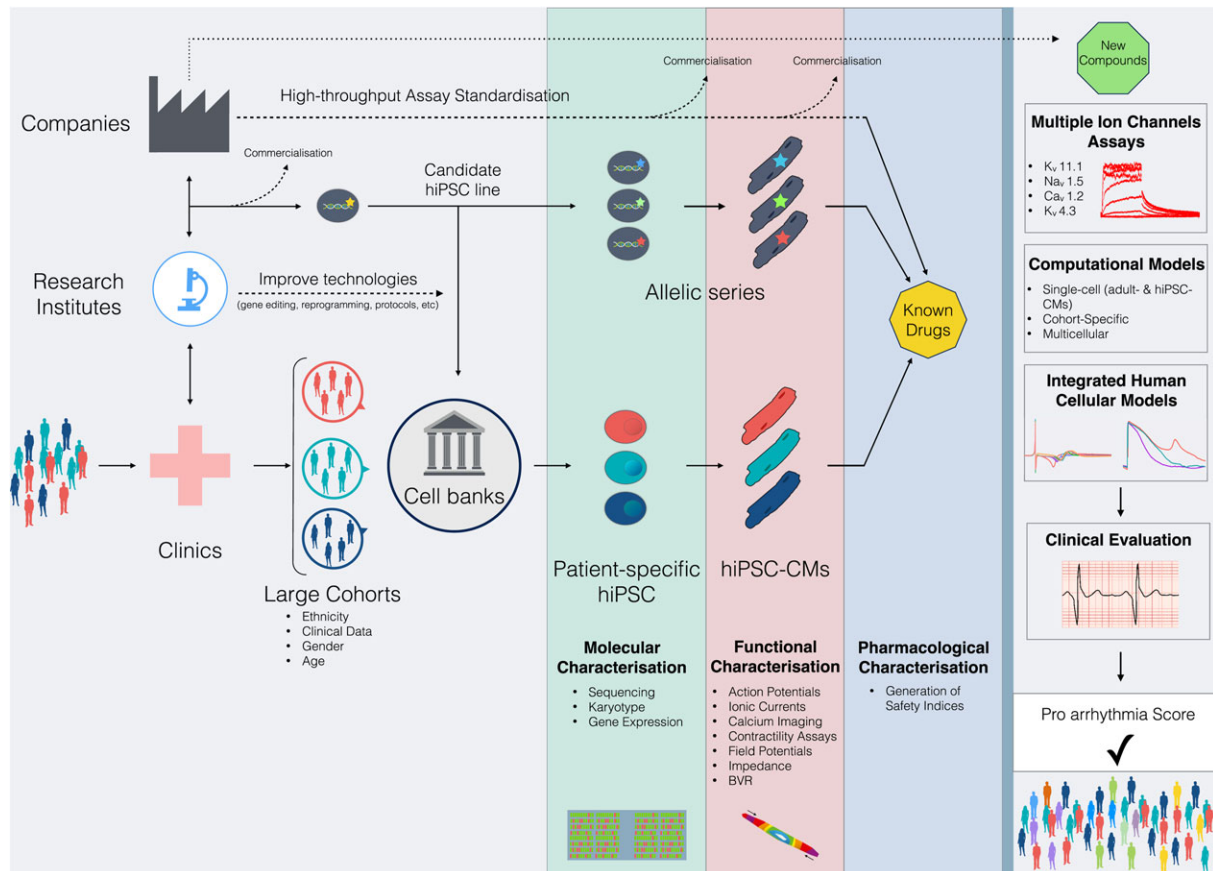 Companies
High-throughput Assay Standardisation
Commercialisation
Commercialisation
Commercialisation
Candidate
hiPSC line
Research
Institutes
Improve technologies
(gene editing, reprogramming, protocols, etc)
Allelic series
Known
Drugs
Clinics
Large Cohorts
• Ethnicity
• Clinical Data
• Gender
• Age
Cell banks
Patient-specific
hiPSC
hiPSC-CMs
Molecular
Characterisation
• Sequencing
• Karyotype
• Gene Expression
Functional
Characterisation
• Action Potentials
• Ionic Currents
• Calcium Imaging
• Contractility Assays
• Field Potentials
• Impedance
• BVR
Pharmacological
Characterisation
• Generation of
Safety Indices
New
Compounds
Multiple Ion Channels
Assays
• Kᵥ 11.1
• Naᵥ 1.5
• Caᵥ 1.2
• Kᵥ 4.3
Computational Models
• Single-cell (adult- & hiPSC-
CMs)
• Cohort-Specific
• Multicellular
Integrated Human
Cellular Models
Clinical Evaluation
Pro arrhythmia Score